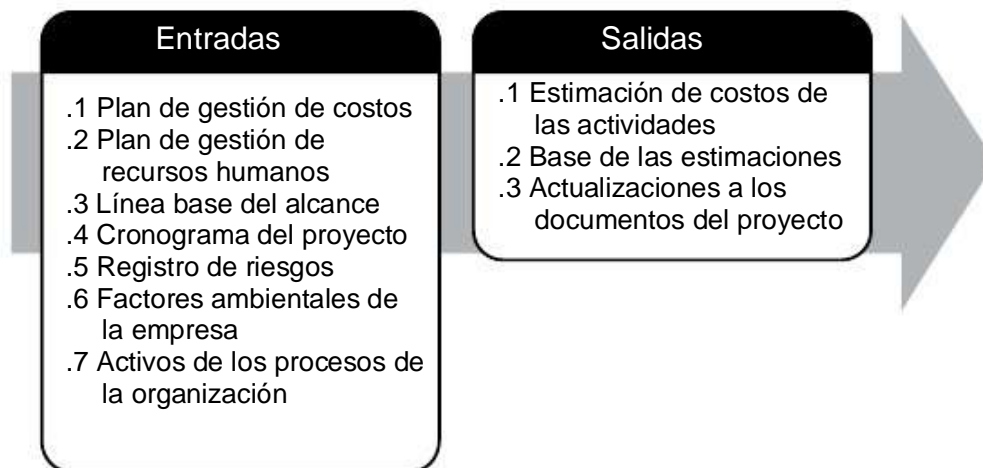 Entradas
.1 Plan de gestión de costos
.2 Plan de gestión de
recursos humanos
.3 Línea base del alcance
.4 Cronograma del proyecto
.5 Registro de riesgos
.6 Factores ambientales de
la empresa
.7 Activos de los procesos de
la organización
Salidas
.1 Estimación de costos de
las actividades
.2 Base de las estimaciones
.3 Actualizaciones a los
documentos del proyecto